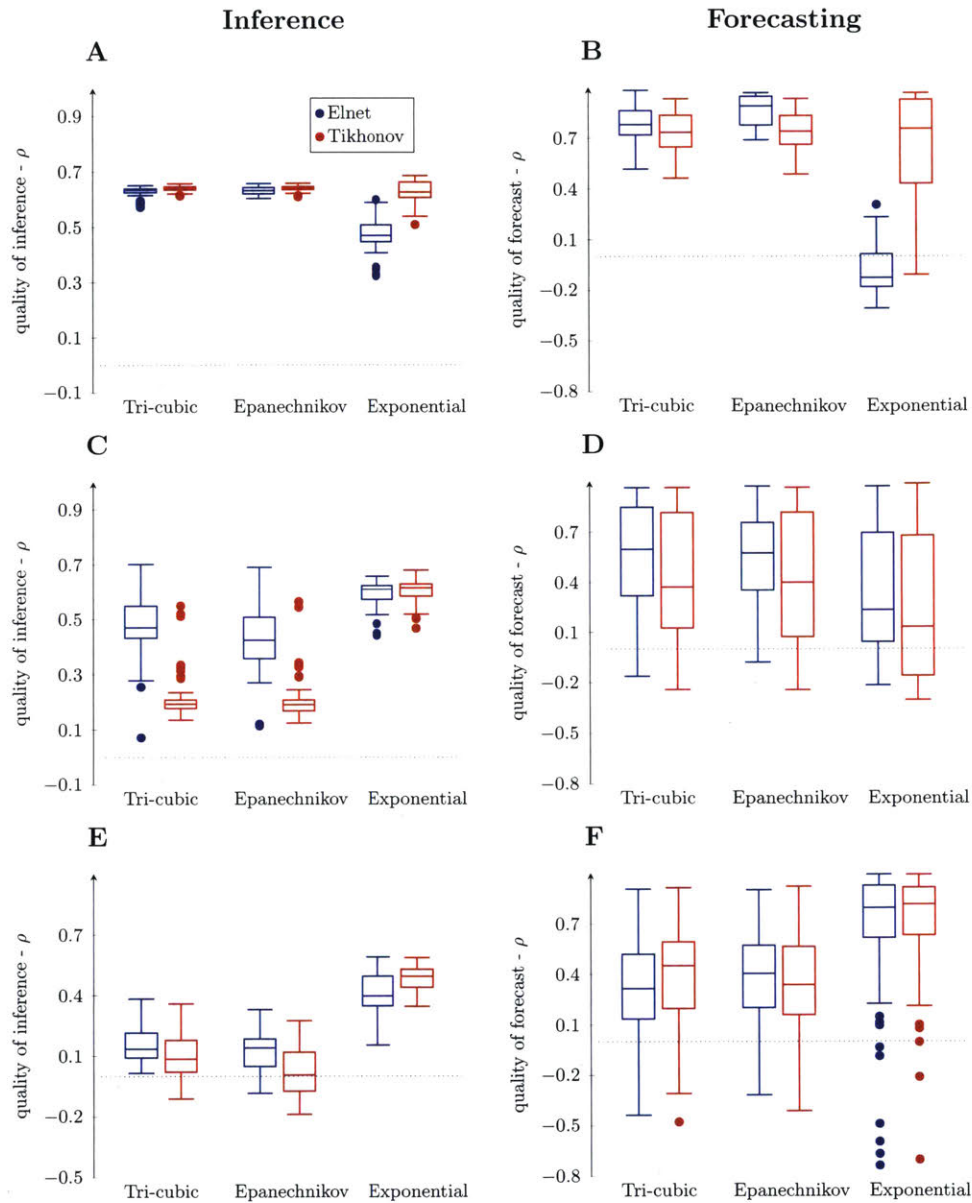 Inference
Forecasting
A
0.9
0.7
0.5
0.3
0.1
−0.1
quality of inference - ρ
Elnet
Tikhonov
Tri-cubic Epanechnikov Exponential
B
0.7
0.4
0.1
−0.2
−0.5
−0.8
quality of forecast - ρ
Tri-cubic Epanechnikov Exponential
C
0.9
0.7
0.5
0.3
0.1
−0.1
quality of inference - ρ
Tri-cubic Epanechnikov Exponential
D
0.7
0.4
0.1
−0.2
−0.5
−0.8
quality of forecast - ρ
Tri-cubic Epanechnikov Exponential
E
0.7
0.4
0.1
−0.2
−0.5
quality of inference - ρ
Tri-cubic Epanechnikov Exponential
F
0.7
0.4
0.1
−0.2
−0.5
−0.8
quality of forecast - ρ
Tri-cubic Epanechnikov Exponential